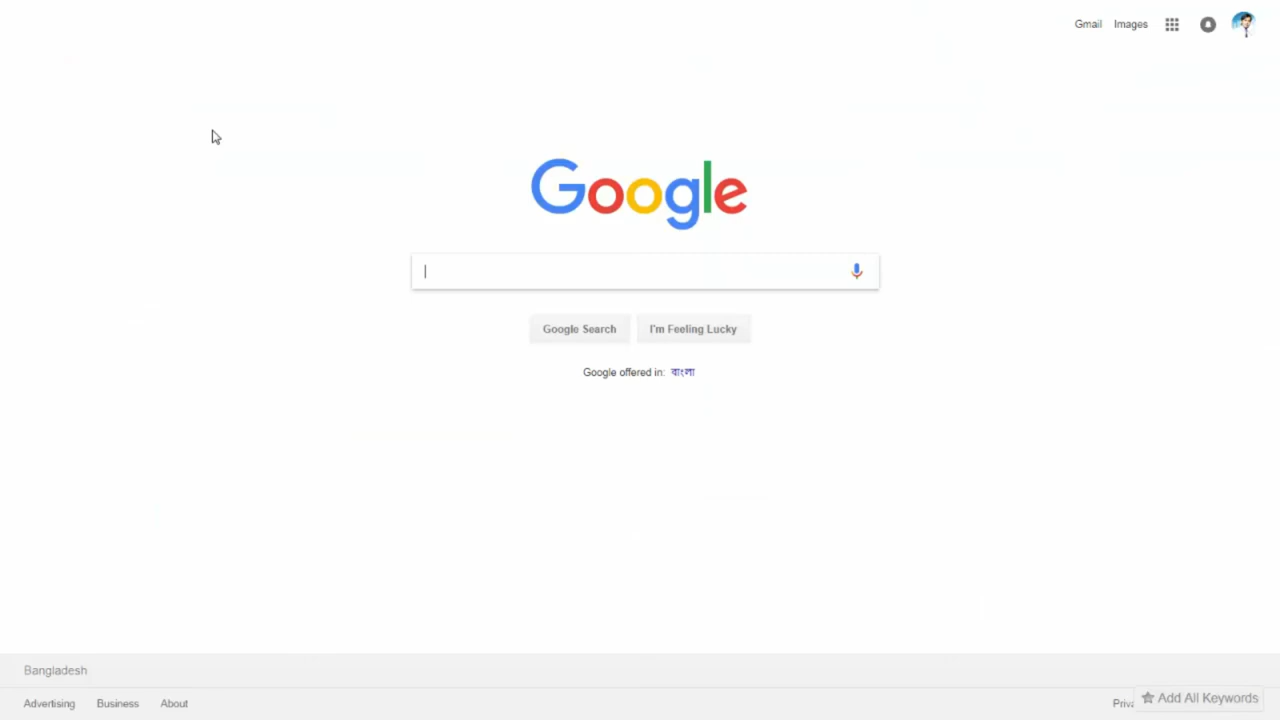 Gmail Images
Google
Google Search I'm Feeling Lucky
Google offered in: বাংলা
Bangladesh
Advertising Business About
Add All Keywords